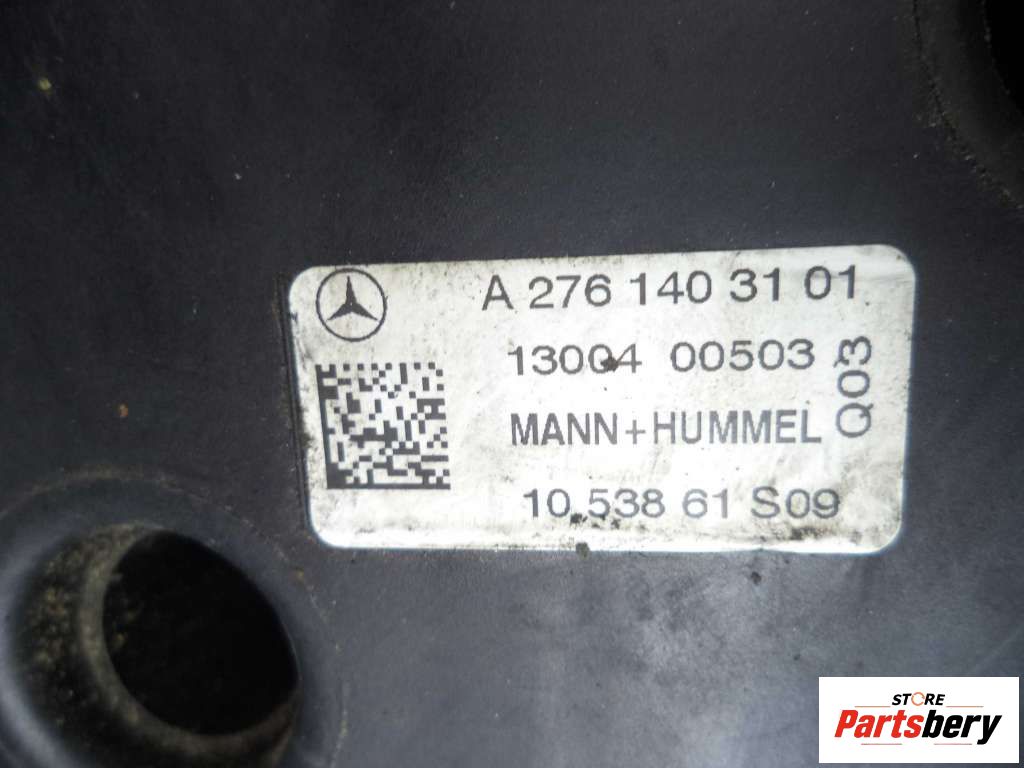 A 276 140 31 01
13004 00503
Q03
MANN+HUMMEL
10.538 61 S09
STORE
Partsbery